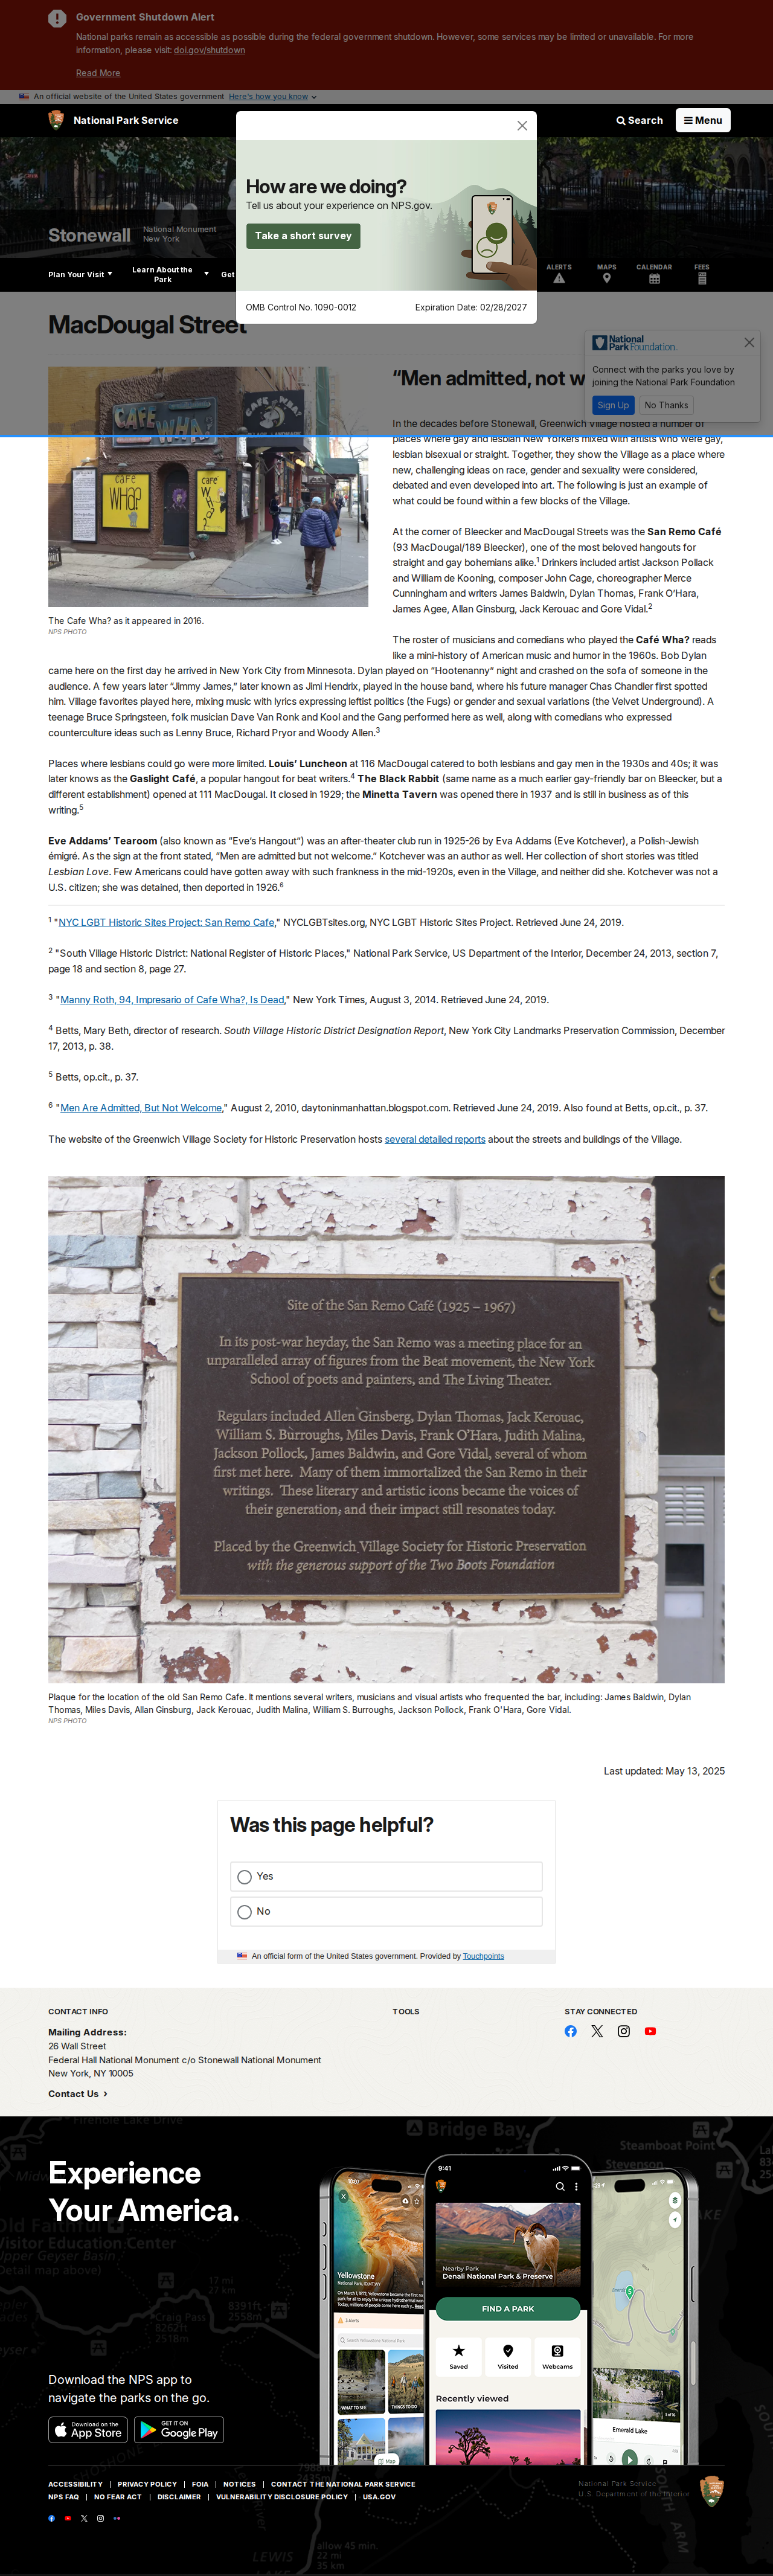 Government Shutdown Alert
National parks remain as accessible as possible during the federal government shutdown. However, some services may be limited or unavailable. For more
information, please visit: doi.gov/shutdown
Read More
An official website of the United States government Here's how you know
National Park Service
Search
Menu
How are we doing?
Tell us about your experience on NPS.gov.
Take a short survey
OMB Control No. 1090-0012
Expiration Date: 02/28/2027
Stonewall
National Monument
New York
Plan Your Visit
Learn About the
Park
Get
ALERTS
MAPS
CALENDAR
FEES
MacDougal Street
National
Park Foundation
Connect with the parks you love by
joining the National Park Foundation
Sign Up
No Thanks
CAFE
WHA?
CAFE
WHA?
cafe
wha?
cafe
w
The Cafe Wha? as it appeared in 2016.
NPS PHOTO
“Men admitted, not w
In the decades before Stonewall, Greenwich Village hosted a number of
places where gay and lesbian New Yorkers mixed with artists who were gay,
lesbian bisexual or straight. Together, they show the Village as a place where
new, challenging ideas on race, gender and sexuality were considered,
debated and even developed into art. The following is just an example of
what could be found within a few blocks of the Village.
At the corner of Bleecker and MacDougal Streets was the San Remo Café
(93 MacDougal/189 Bleecker), one of the most beloved hangouts for
straight and gay bohemians alike.1 Drinkers included artist Jackson Pollack
and William de Kooning, composer John Cage, choreographer Merce
Cunningham and writers James Baldwin, Dylan Thomas, Frank O’Hara,
James Agee, Allan Ginsburg, Jack Kerouac and Gore Vidal.2
The roster of musicians and comedians who played the Café Wha? reads
like a mini-history of American music and humor in the 1960s. Bob Dylan
came here on the first day he arrived in New York City from Minnesota. Dylan played on “Hootenanny” night and crashed on the sofa of someone in the
audience. A few years later “Jimmy James,” later known as Jimi Hendrix, played in the house band, where his future manager Chas Chandler first spotted
him. Village favorites played here, mixing music with lyrics expressing leftist politics (the Fugs) or gender and sexual variations (the Velvet Underground). A
teenage Bruce Springsteen, folk musician Dave Van Ronk and Kool and the Gang performed here as well, along with comedians who expressed
counterculture ideas such as Lenny Bruce, Richard Pryor and Woody Allen.3
Places where lesbians could go were more limited. Louis’ Luncheon at 116 MacDougal catered to both lesbians and gay men in the 1930s and 40s; it was
later known as the Gaslight Café, a popular hangout for beat writers.4 The Black Rabbit (same name as a much earlier gay-friendly bar on Bleecker, but a
different establishment) opened at 111 MacDougal. It closed in 1929; the Minetta Tavern was opened there in 1937 and is still in business as of this
writing.5
Eve Addams’ Tearoom (also known as “Eve’s Hangout”) was an after-theater club run in 1925-26 by Eva Addams (Eve Kotchever), a Polish-Jewish
émigré. As the sign at the front stated, “Men are admitted but not welcome.” Kotchever was an author as well. Her collection of short stories was titled
Lesbian Love. Few Americans could have gotten away with such frankness in the mid-1920s, even in the Village, and neither did she. Kotchever was not a
U.S. citizen; she was detained, then deported in 1926.6
1 "NYC LGBT Historic Sites Project: San Remo Cafe," NYCLGBTsites.org, NYC LGBT Historic Sites Project. Retrieved June 24, 2019.
2 "South Village Historic District: National Register of Historic Places," National Park Service, US Department of the Interior, December 24, 2013, section 7,
page 18 and section 8, page 27.
3 "Manny Roth, 94, Impresario of Cafe Wha?, Is Dead," New York Times, August 3, 2014. Retrieved June 24, 2019.
4 Betts, Mary Beth, director of research. South Village Historic District Designation Report, New York City Landmarks Preservation Commission, December
17, 2013, p. 38.
5 Betts, op.cit., p. 37.
6 "Men Are Admitted, But Not Welcome," August 2, 2010, daytoninmanhattan.blogspot.com. Retrieved June 24, 2019. Also found at Betts, op.cit., p. 37.
The website of the Greenwich Village Society for Historic Preservation hosts several detailed reports about the streets and buildings of the Village.
Site of the San Remo Café (1925 – 1967)
In its post-war heyday, the San Remo was a meeting place for an
unparalleled array of figures from the Beat movement, the New York
School of poets and painters, and The Living Theater.
Regulars included Allen Ginsberg, Dylan Thomas, Jack Kerouac,
William S. Burroughs, Miles Davis, Frank O’Hara, Judith Malina,
Jackson Pollock, James Baldwin, and Gore Vidal, several of whom
first met here. Many of them immortalized the San Remo in their
writings. These literary and artistic icons became the voices of
their generation, and their impact still resonates today.
Placed by the Greenwich Village Society for Historic Preservation
with the generous support of the Two Boots Foundation
Plaque for the location of the old San Remo Cafe. It mentions several writers, musicians and visual artists who frequented the bar, including: James Baldwin, Dylan
Thomas, Miles Davis, Allan Ginsburg, Jack Kerouac, Judith Malina, William S. Burroughs, Jackson Pollock, Frank O'Hara, Gore Vidal.
NPS PHOTO
Last updated: May 13, 2025
Was this page helpful?
Yes
No
An official form of the United States government. Provided by Touchpoints
CONTACT INFO
Mailing Address:
26 Wall Street
Federal Hall National Monument c/o Stonewall National Monument
New York, NY 10005
Contact Us
TOOLS
STAY CONNECTED
Experience
Your America.
Bridge Bay
Steamboat Point
Stevenson
9:41
10:01
Yellowstone
Nearby Park
Denali National Park & Preserve
FIND A PARK
Saved
Visited
Webcams
Recently viewed
WHAT TO SEE
THINGS TO DO
Map
Emerald Lake
Craig Pass
8262ft
2518m
17 mi
27 km
8391ft
2558m
Download the NPS app to
navigate the parks on the go.
Download on the
App Store
GET IT ON
Google Play
ACCESSIBILITY | PRIVACY POLICY | FOIA | NOTICES | CONTACT THE NATIONAL PARK SERVICE
NPS FAQ | NO FEAR ACT | DISCLAIMER | VULNERABILITY DISCLOSURE POLICY | USA.GOV
National Park Service
U.S. Department of the Interior
LEWIS
allow 45 min.
22 mi
35 km
SOUTH ARM